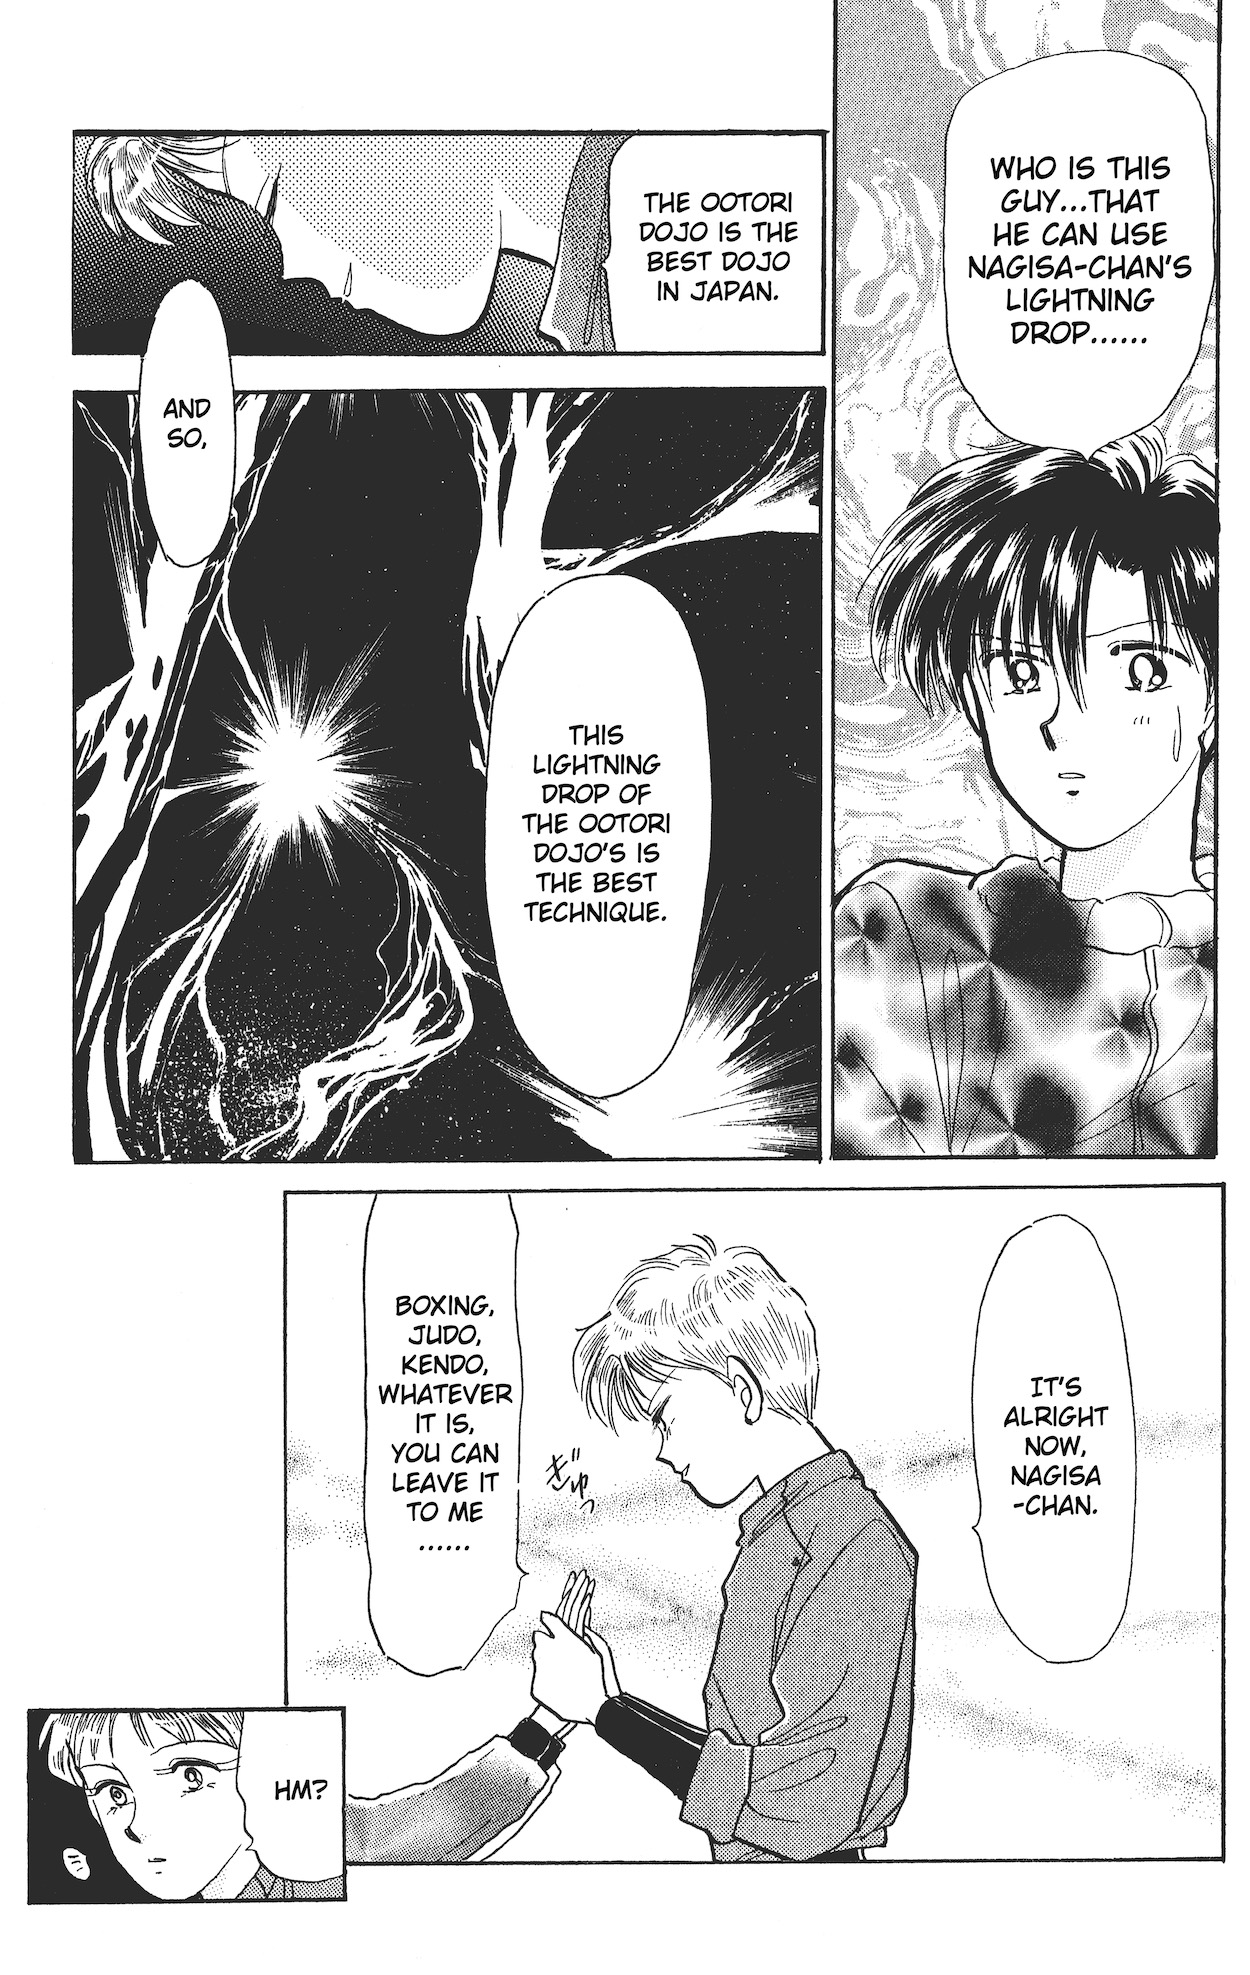 WHO IS THIS
GUY...THAT
HE CAN USE
NAGISA-CHAN'S
LIGHTNING
DROP......
THE OOTORI
DOJO IS THE
BEST DOJO
IN JAPAN.
AND
SO,
THIS
LIGHTNING
DROP OF
THE OOTORI
DOJO'S IS
THE BEST
TECHNIQUE.
IT'S
ALRIGHT
NOW,
NAGISA
-CHAN.
ぎゅっ
BOXING,
JUDO,
KENDO,
WHATEVER
IT IS,
YOU CAN
LEAVE IT
TO ME
......
HM?